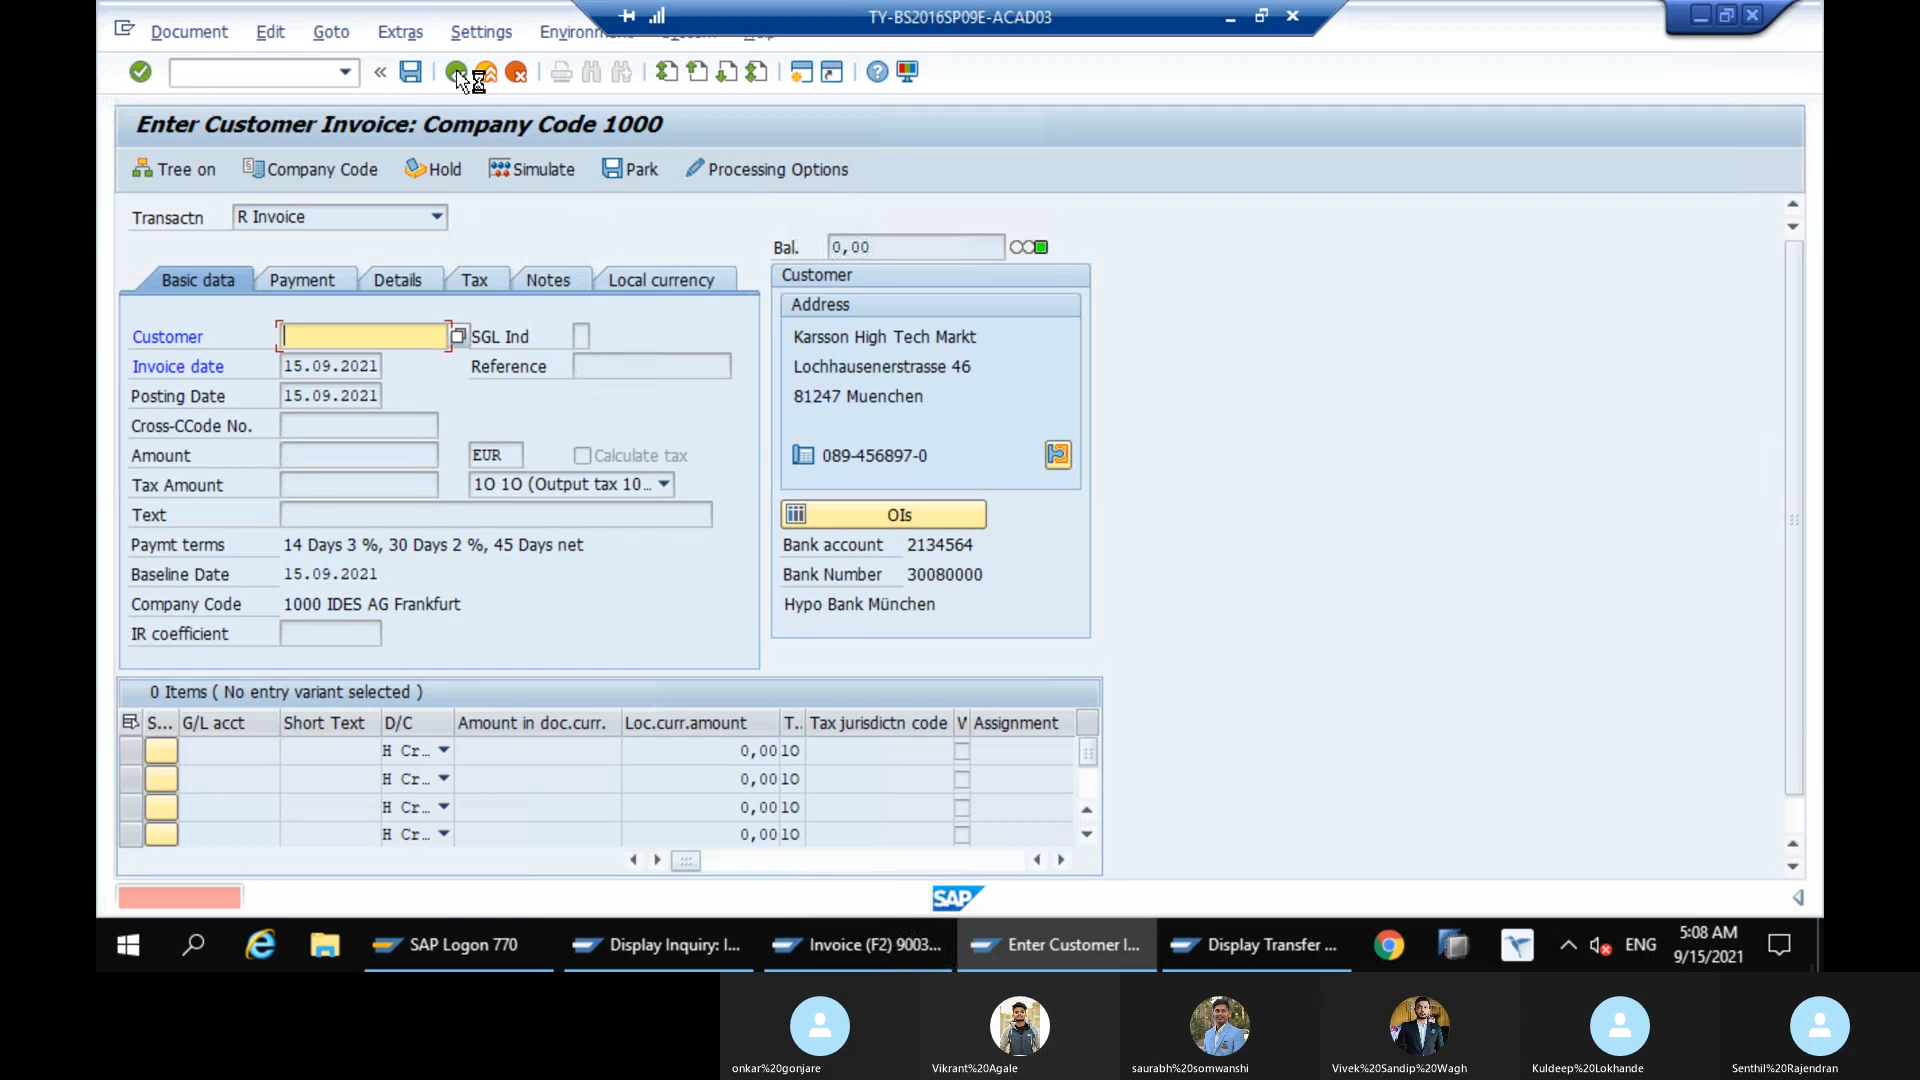 TY-BS2016SP09E-ACAD03
Document Edit Goto Extras Settings
Enter Customer Invoice: Company Code 1000
Tree on Company Code Hold Simulate Park Processing Options
Transactn R Invoice
Bal. 0,00
Basic data Payment Details Tax Notes Local currency
Customer
Address
Customer SGL Ind
Karsson High Tech Markt
Invoice date 15.09.2021 Reference
Lochhausenerstrasse 46
Posting Date 15.09.2021
81247 Muenchen
Cross-CCode No.
Amount EUR Calculate tax
089-456897-0
Tax Amount 1O 1O (Output tax 10...
Text
OIs
Paymt terms 14 Days 3 %, 30 Days 2 %, 45 Days net
Bank account 2134564
Baseline Date 15.09.2021
Bank Number 30080000
Company Code 1000 IDES AG Frankfurt
Hypo Bank München
IR coefficient
0 Items ( No entry variant selected )
S... G/L acct Short Text D/C Amount in doc.curr. Loc.curr.amount T.. Tax jurisdictn code V Assignment
H Cr... 0,00 1O
H Cr... 0,00 1O
H Cr... 0,00 1O
H Cr... 0,00 1O
SAP
SAP Logon 770 Display Inquiry: I... Invoice (F2) 9003... Enter Customer I... Display Transfer ... ENG 5:08 AM
9/15/2021
onkar%20gonjare Vikrant%20Agale saurabh%20somwanshi Vivek%20Sandip%20Wagh Kuldeep%20Lokhande Senthil%20Rajendran